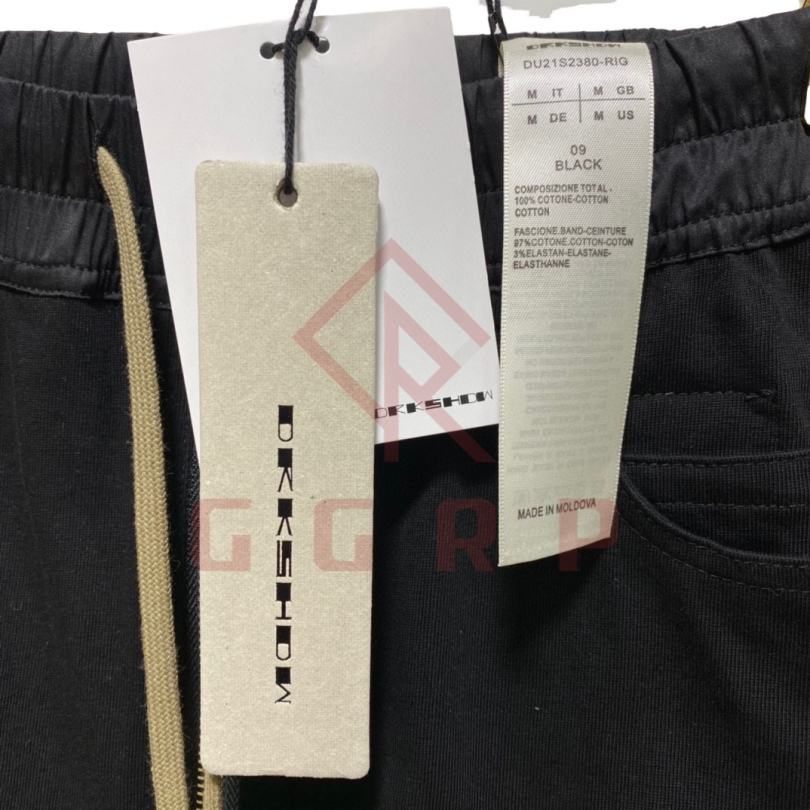 DRKSHDW
DU21S2380-RIG
M IT | M GB
M DE | M US
09
BLACK
COMPOSIZIONE TOTAL-
100% COTONE-COTTON
COTTON
FASCIONE.BAND-CEINTURE
97%COTONE.COTTON-COTON
3%ELASTAN-ELASTANE-
ELASTHANNE
MADE IN MOLDOVA
DRKSHDW
DRKSHDW
GGRP